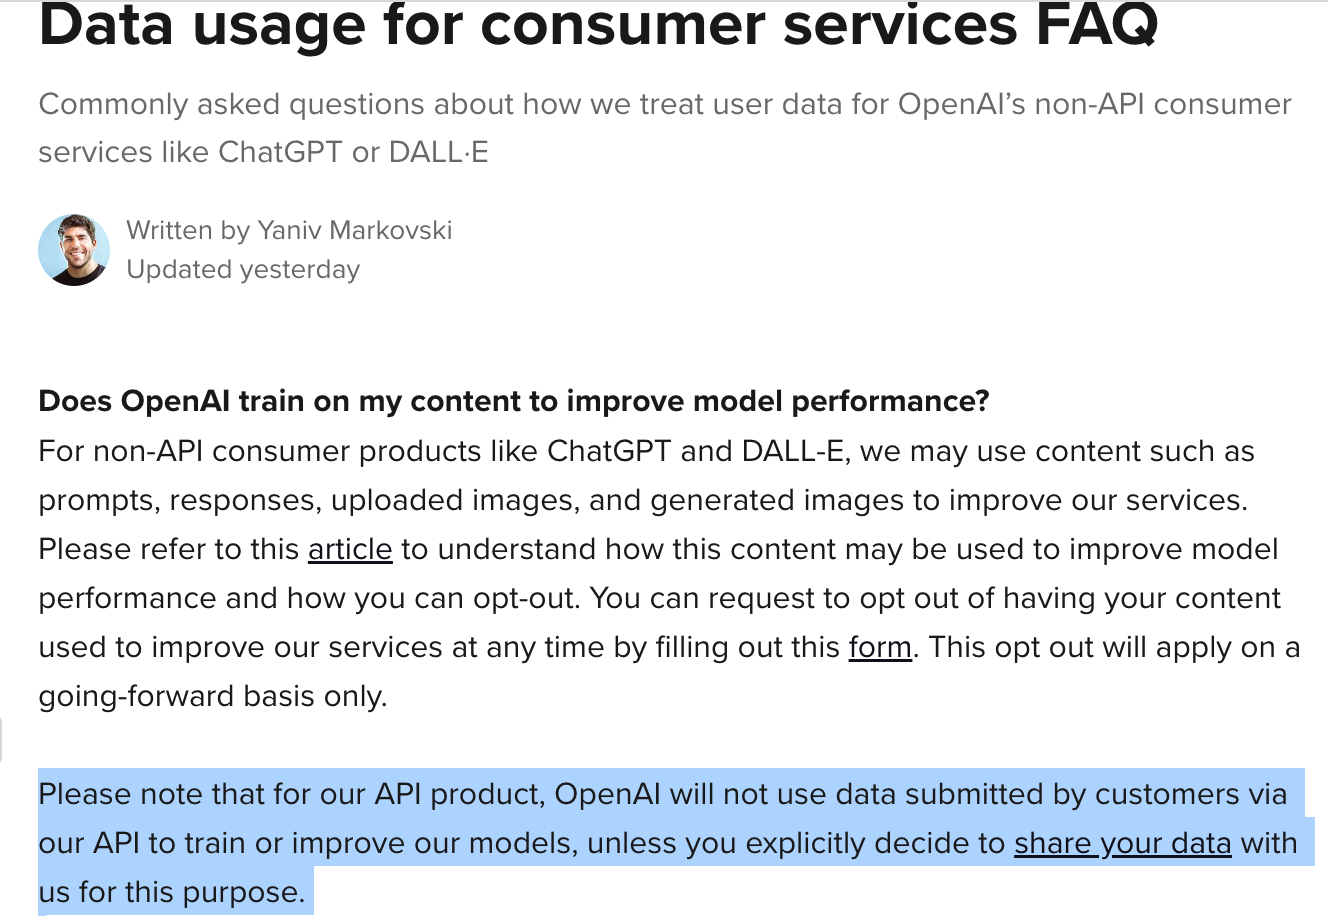 Data usage for consumer services FAQ
Commonly asked questions about how we treat user data for OpenAI’s non-API consumer
services like ChatGPT or DALL·E
Written by Yaniv Markovski
Updated yesterday
Does OpenAI train on my content to improve model performance?
For non-API consumer products like ChatGPT and DALL-E, we may use content such as
prompts, responses, uploaded images, and generated images to improve our services.
Please refer to this article to understand how this content may be used to improve model
performance and how you can opt-out. You can request to opt out of having your content
used to improve our services at any time by filling out this form. This opt out will apply on a
going-forward basis only.
Please note that for our API product, OpenAI will not use data submitted by customers via
our API to train or improve our models, unless you explicitly decide to share your data with
us for this purpose.